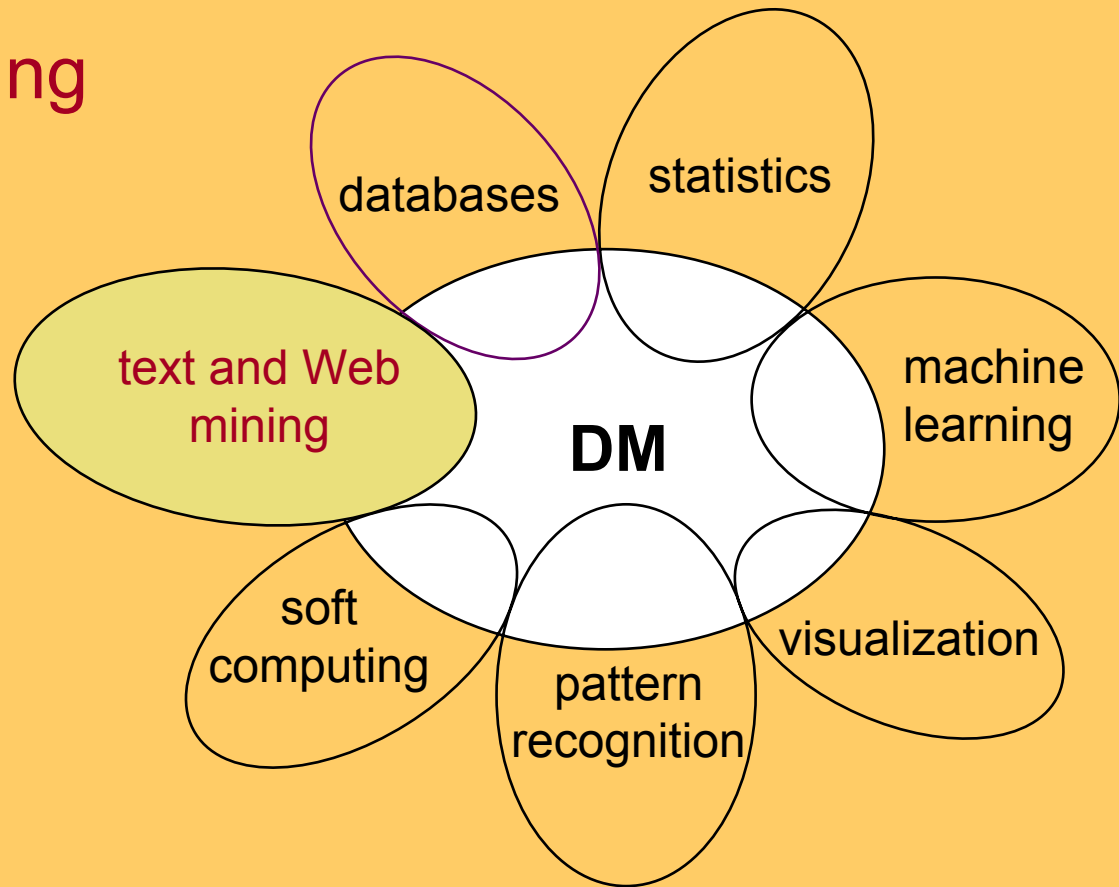 ng
databases
statistics
text and Web
mining
machine
learning
DM
soft
computing
pattern
recognition
visualization